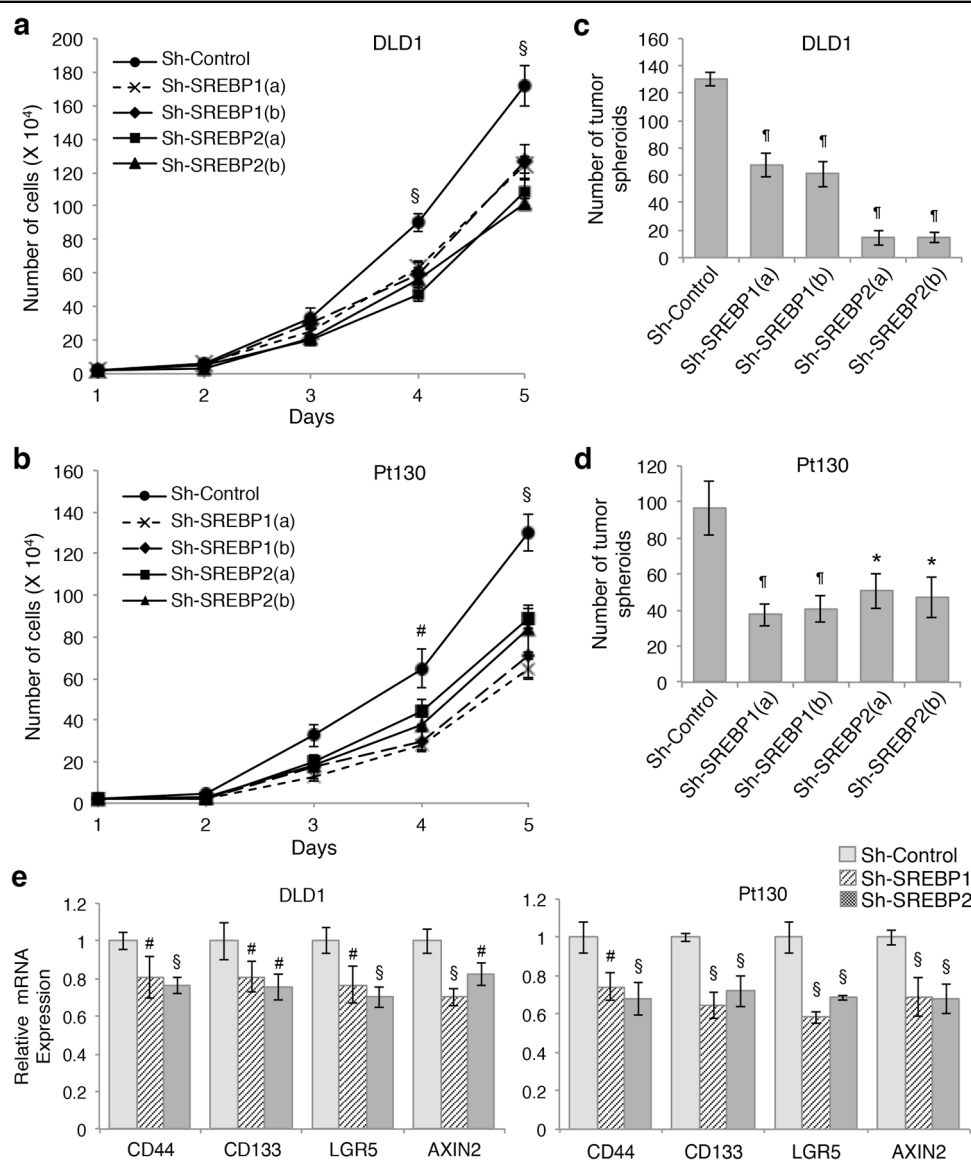 a
DLD1
Number of cells (X 10⁴)
200
180
160
140
120
100
80
60
40
20
0
Sh-Control
Sh-SREBP1(a)
Sh-SREBP1(b)
Sh-SREBP2(a)
Sh-SREBP2(b)
§
§
1 2 3 4 5
Days
c
DLD1
Number of tumor
spheroids
160
140
120
100
80
60
40
20
0
¶ ¶ ¶ ¶
Sh-Control
Sh-SREBP1(a)
Sh-SREBP1(b)
Sh-SREBP2(a)
Sh-SREBP2(b)
b
Pt130
Number of cells (X 10⁴)
160
140
120
100
80
60
40
20
0
Sh-Control
Sh-SREBP1(a)
Sh-SREBP1(b)
Sh-SREBP2(a)
Sh-SREBP2(b)
#
§
1 2 3 4 5
Days
d
Pt130
Number of tumor
spheroids
120
100
80
60
40
20
0
¶ ¶ * *
Sh-Control
Sh-SREBP1(a)
Sh-SREBP1(b)
Sh-SREBP2(a)
Sh-SREBP2(b)
e
Sh-Control
Sh-SREBP1
Sh-SREBP2
DLD1
Relative mRNA
Expression
1.2
1
0.8
0.6
0.4
0.2
0
# § # # # § § #
CD44 CD133 LGR5 AXIN2
Pt130
1.2
1
0.8
0.6
0.4
0.2
0
# § § § § § § §
CD44 CD133 LGR5 AXIN2